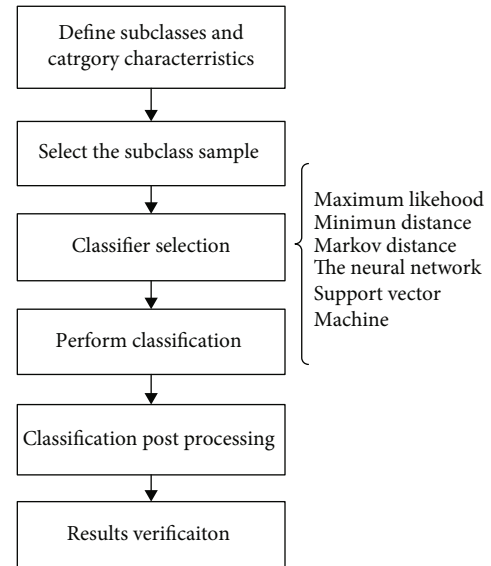 Define subclasses and
catrgory characterristics
Select the subclass sample
Classifier selection
Perform classification
Classification post processing
Results verificaiton
Maximum likehood
Minimun distance
Markov distance
The neural network
Support vector
Machine